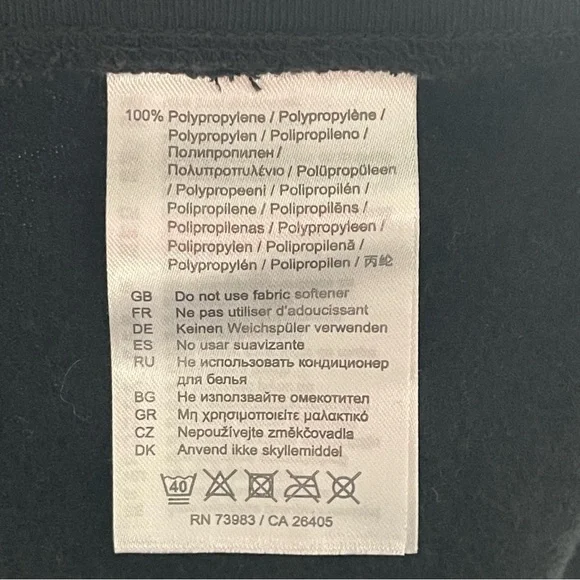 100% Polypropylene / Polypropylène /
Polypropylen / Polipropileno /
Полипропилен /
Πολυπροπυλένιο / Polüpropüleen
/ Polypropeeni / Polipropilén /
Polipropilene / Polipropilēns /
Polipropilenas / Polypropyleen /
Polipropylen / Polipropilenă /
Polypropylén / Polipropilen / 丙纶
GB Do not use fabric softener
FR Ne pas utiliser d'adoucissant
DE Keinen Weichspüler verwenden
ES No usar suavizante
RU Не использовать кондиционер
для белья
BG Не използвайте омекотител
GR Μη χρησιμοποιείτε μαλακτικό
CZ Nepoužívejte změkčovadla
DK Anvend ikke skyllemiddel
40
RN 73983 / CA 26405